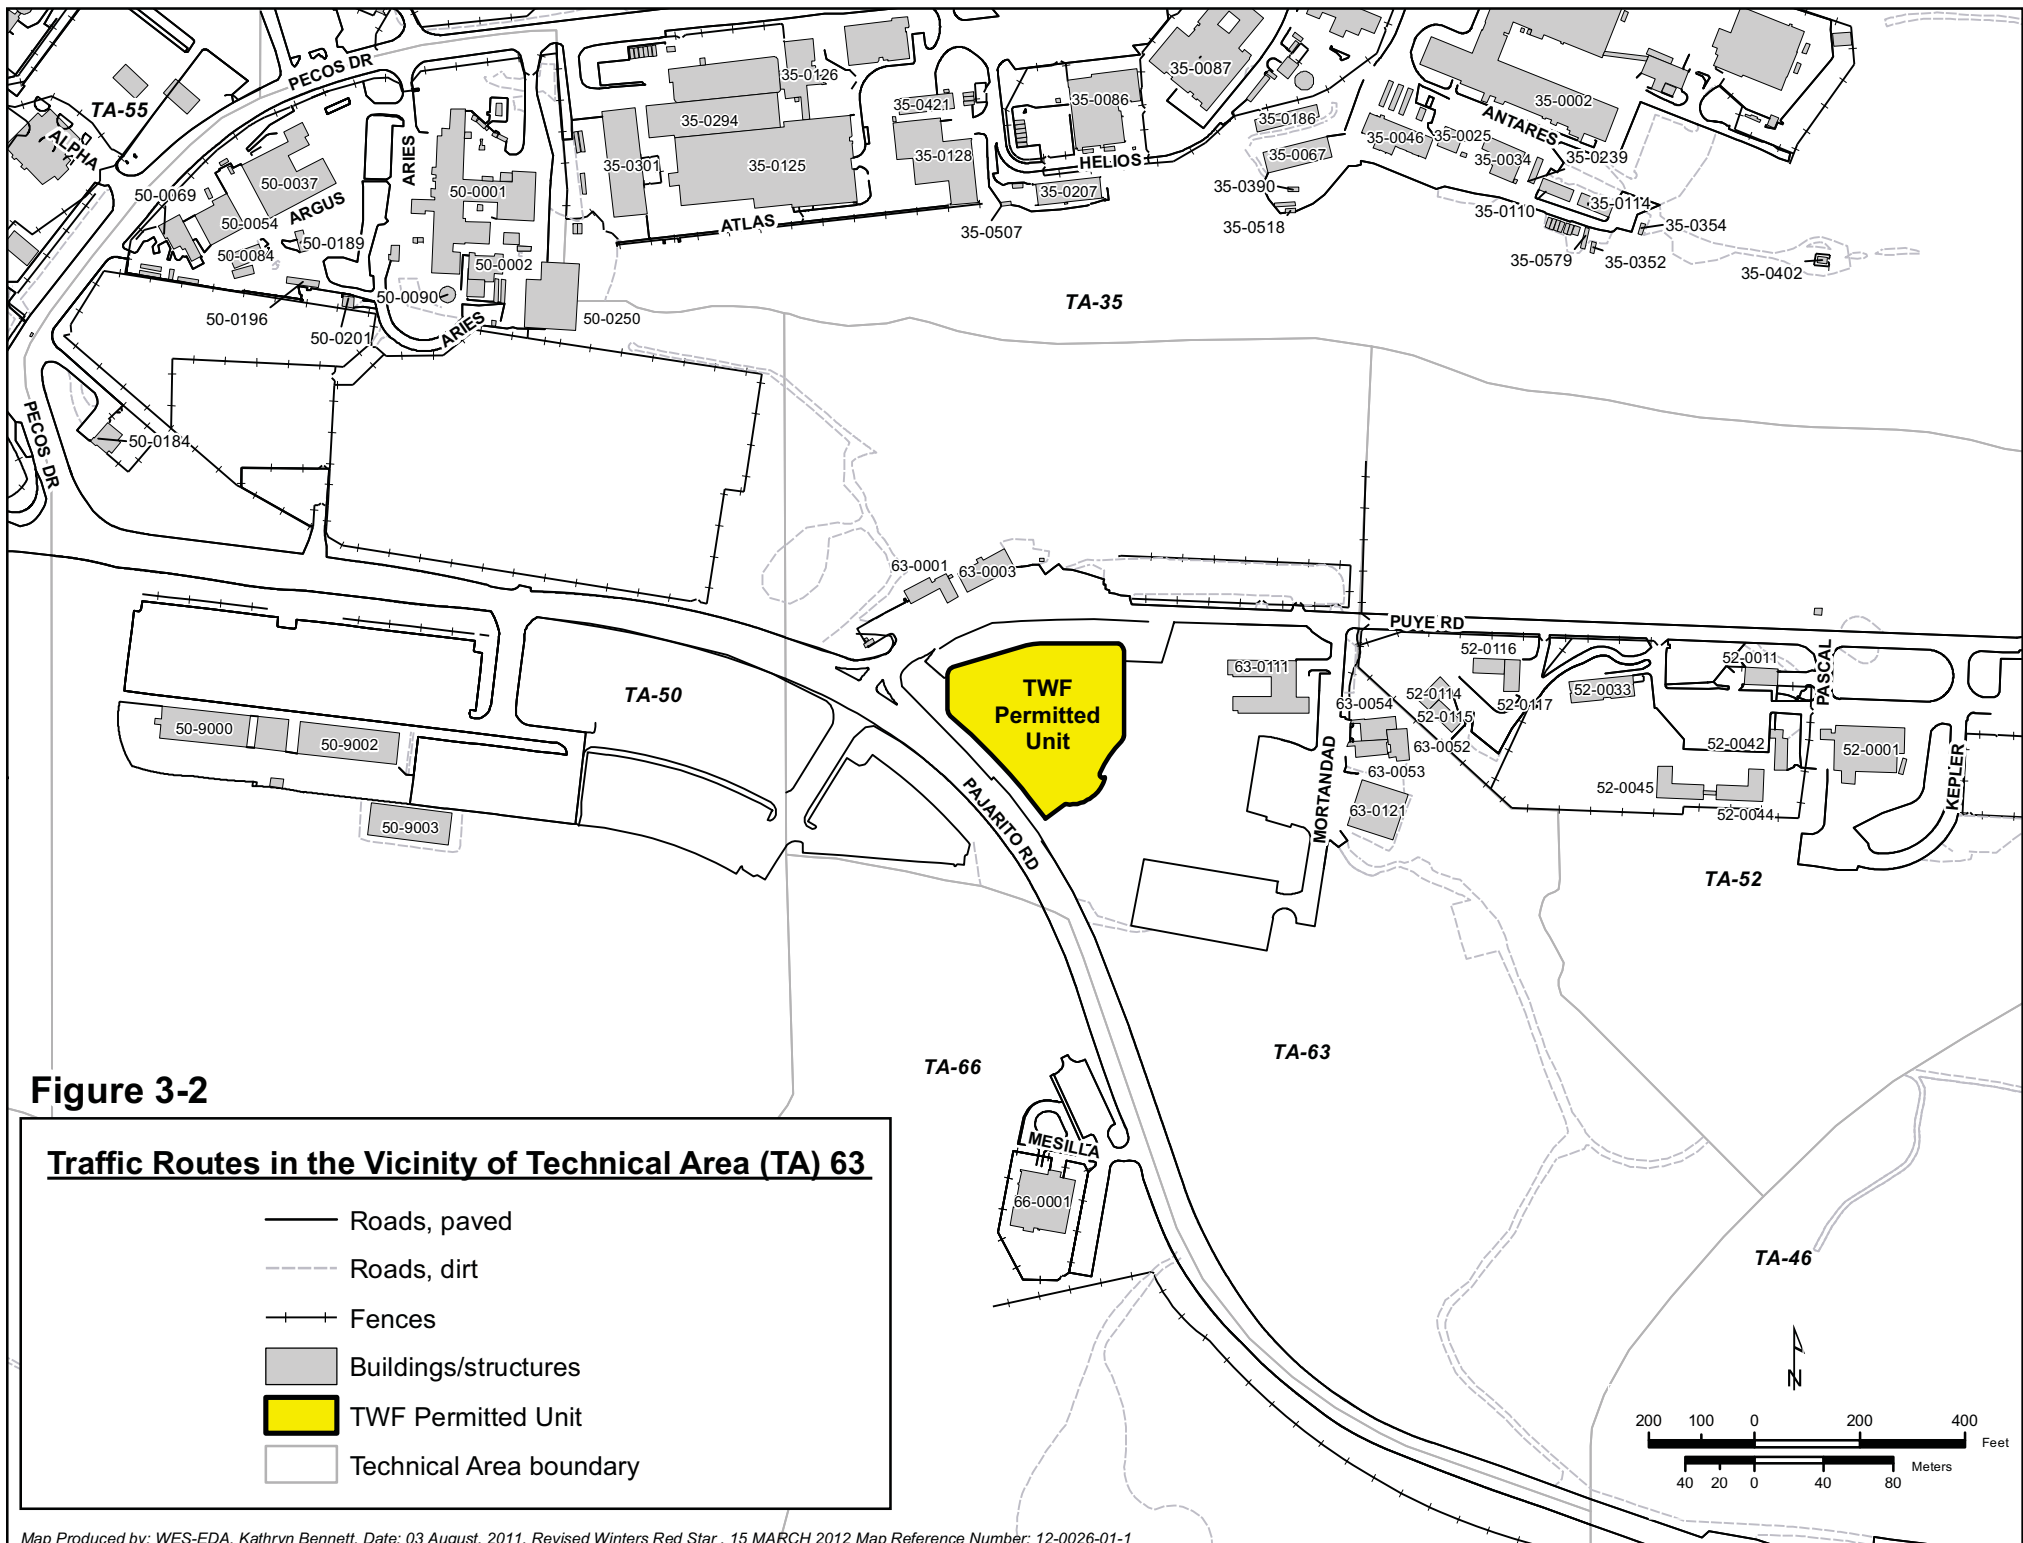 PECOS DR
TA-55
ALPHA
ARIES
50-0069
50-0037
50-0054
ARGUS
50-0189
50-0084
50-0001
50-0002
50-0090
50-0196
50-0201
ARIES
50-0250
PECOS DR
50-0184
35-0126
35-0294
35-0301
35-0125
ATLAS
35-0421
35-0128
35-0507
35-0086
HELIOS
35-0207
35-0087
35-0186
35-0067
35-0390
35-0518
35-0002
ANTARES
35-0046
35-0025
35-0034
35-0239
35-0110
35-0114
35-0354
35-0579
35-0352
35-0402
TA-35
63-0001
63-0003
PUYE RD
TWF
Permitted
Unit
TA-50
50-9000
50-9002
50-9003
PAJARITO RD
63-0111
MORTANDAD
63-0054
63-0052
63-0053
63-0121
52-0116
52-0114
52-0115
52-0117
52-0033
52-0011
PASCAL
52-0042
52-0001
52-0045
52-0044
KEPLER
TA-52
TA-66
TA-63
MESILLA
66-0001
TA-46
Figure 3-2
Traffic Routes in the Vicinity of Technical Area (TA) 63
Roads, paved
Roads, dirt
Fences
Buildings/structures
TWF Permitted Unit
Technical Area boundary
N
200 100 0 200 400
Feet
Meters
40 20 0 40 80
Map Produced by: WES-EDA, Kathryn Bennett, Date: 03 August, 2011, Revised Winters Red Star , 15 MARCH 2012 Map Reference Number: 12-0026-01-1